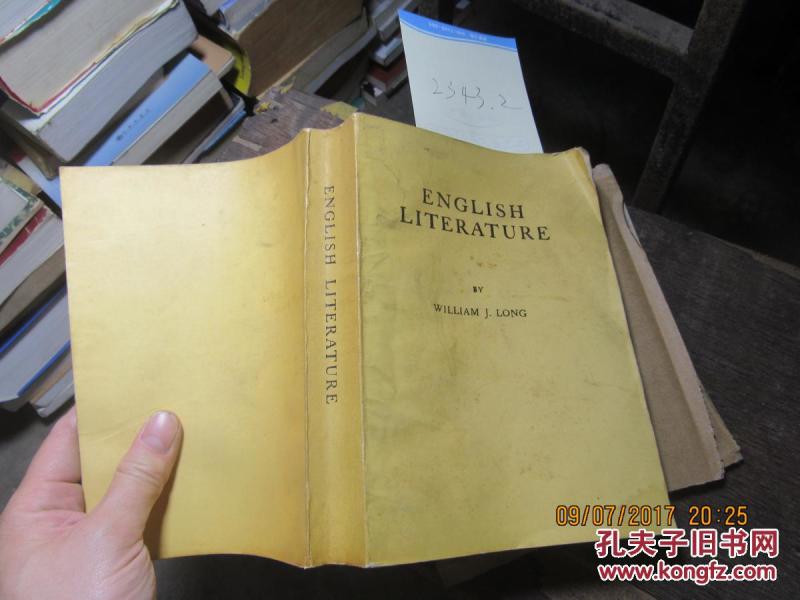 2343.2
ENGLISH
LITERATURE
BY
WILLIAM J. LONG
ENGLISH LITERATURE
09/07/2017 20:25
孔夫子旧书网
www.kongfz.com